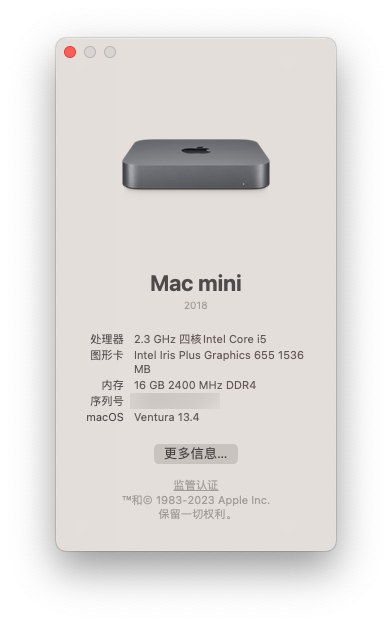 Mac mini
2018
处理器 2.3 GHz 四核Intel Core i5
图形卡 Intel Iris Plus Graphics 655 1536
MB
内存 16 GB 2400 MHz DDR4
序列号
macOS Ventura 13.4
更多信息...
监管认证
™和© 1983-2023 Apple Inc.
保留一切权利。